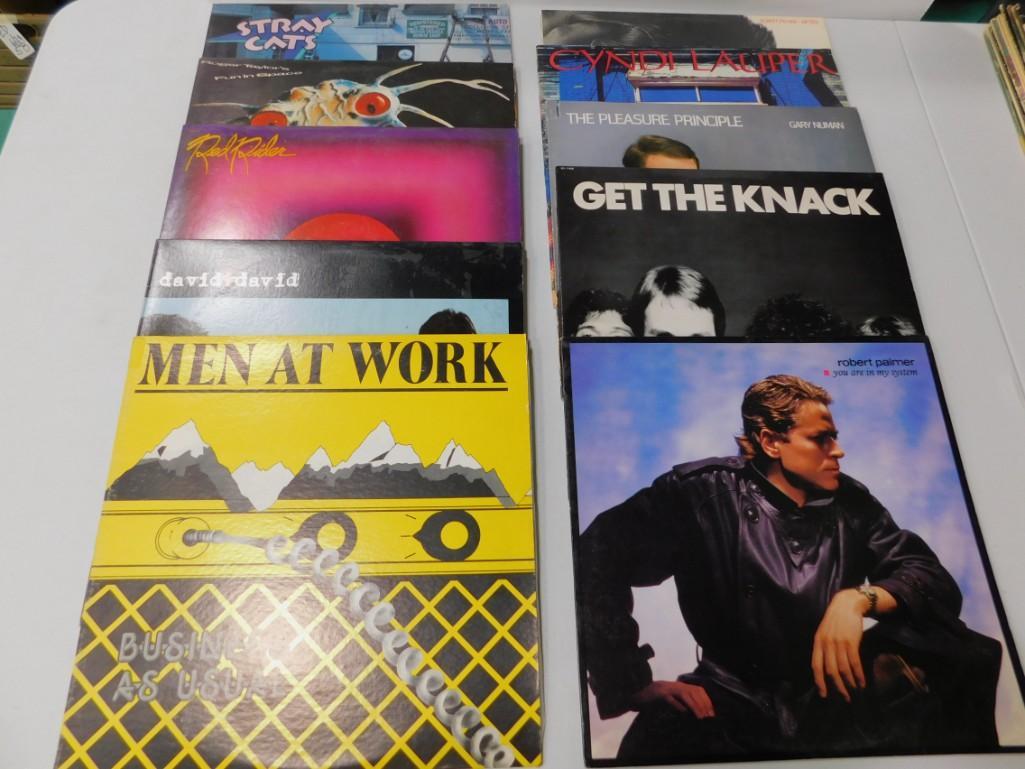 STRAY
CATS
Roger Taylor's
Fun In Space
Red Rider
david+david
MEN AT WORK
BUSIN
AS USUAL
CYNDI LAUPER
THE PLEASURE PRINCIPLE GARY NUMAN
GET THE KNACK
robert palmer
you are in my system